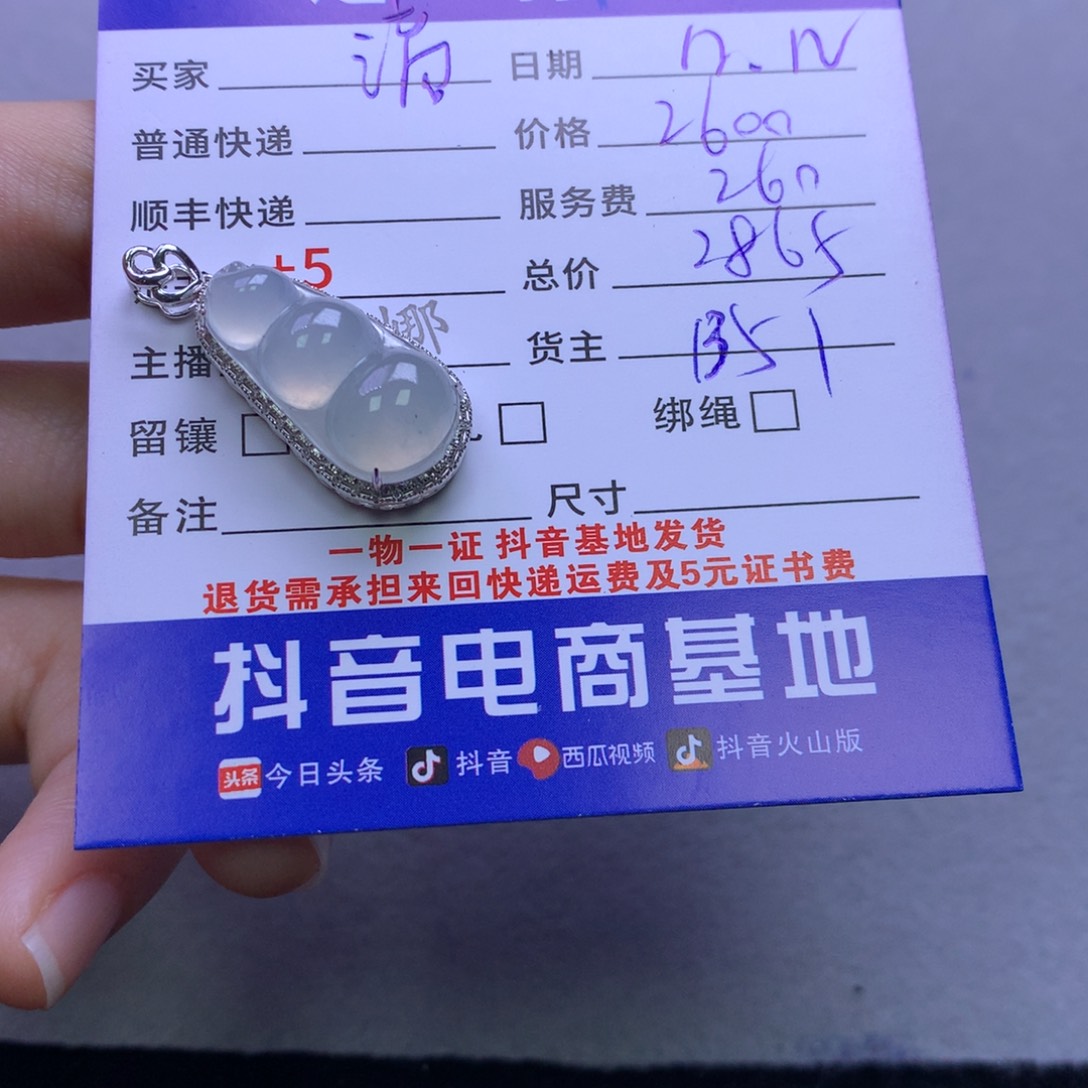 买家 清 日期
普通快递 价格 2600
顺丰快递 服务费 260
+5 总价 2865
主播 娜 货主 B51
留镶 绑绳
备注 尺寸
一物一证 抖音基地发货
退货需承担来回快递运费及5元证书费
抖音电商基地
头条 今日头条 抖音 西瓜视频 抖音火山版